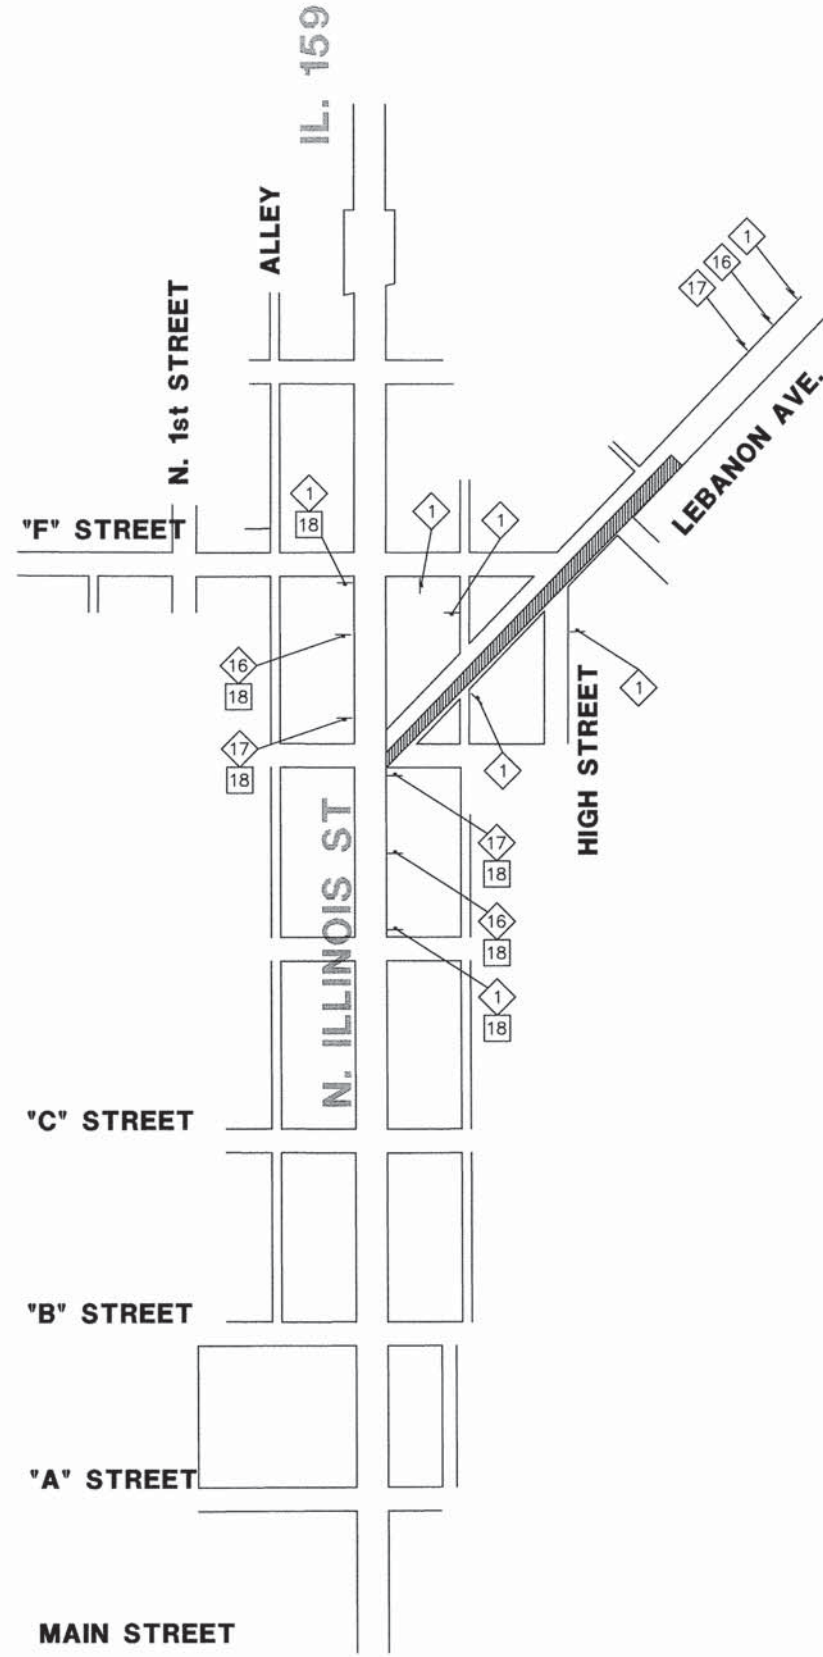 IL. 159
ALLEY
N. 1st STREET
1
16
17
LEBANON AVE.
"F" STREET
1
18
1
1
16
18
1
17
18
HIGH STREET
1
N. ILLINOIS ST
17
18
16
18
1
18
"C" STREET
"B" STREET
"A" STREET
MAIN STREET